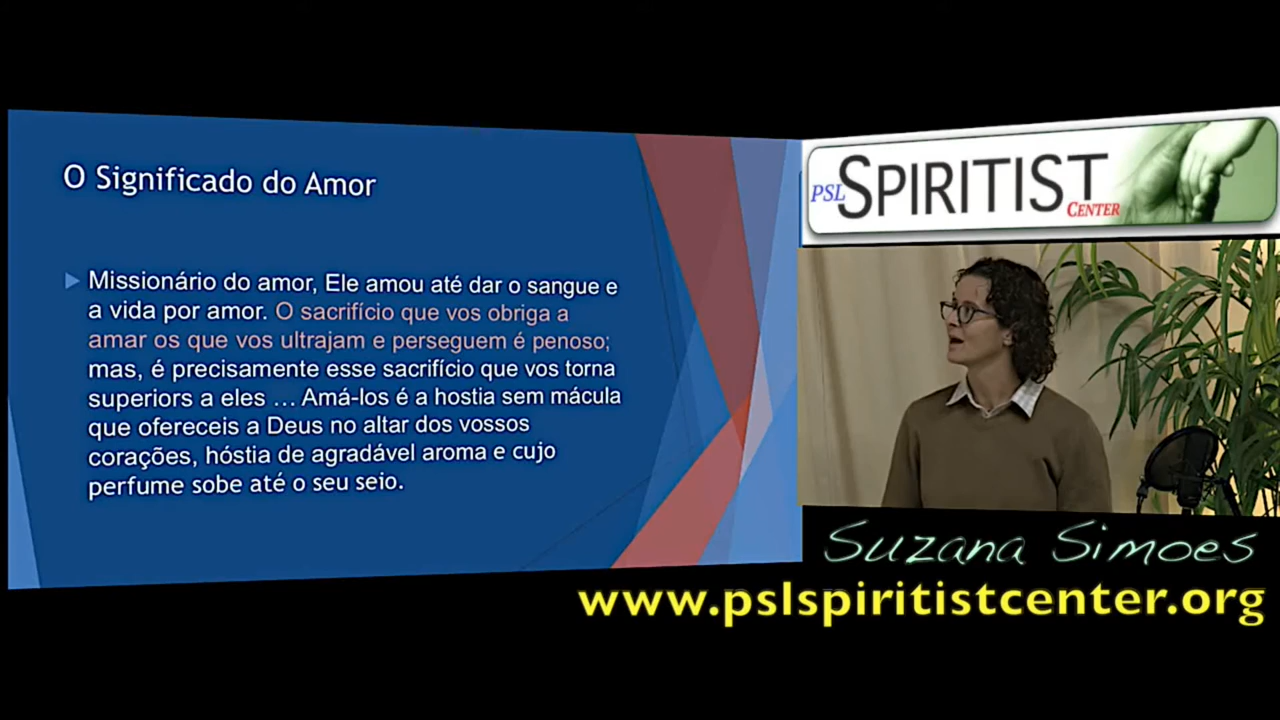 O Significado do Amor
Missionário do amor, Ele amou até dar o sangue e
a vida por amor. O sacrifício que vos obriga a
amar os que vos ultrajam e perseguem é penoso;
mas, é precisamente esse sacrifício que vos torna
superiors a eles … Amá-los é a hostia sem mácula
que ofereceis a Deus no altar dos vossos
corações, hóstia de agradável aroma e cujo
perfume sobe até o seu seio.
PSL SPIRITIST
CENTER
Suzana Simoes
www.pslspiritistcenter.org